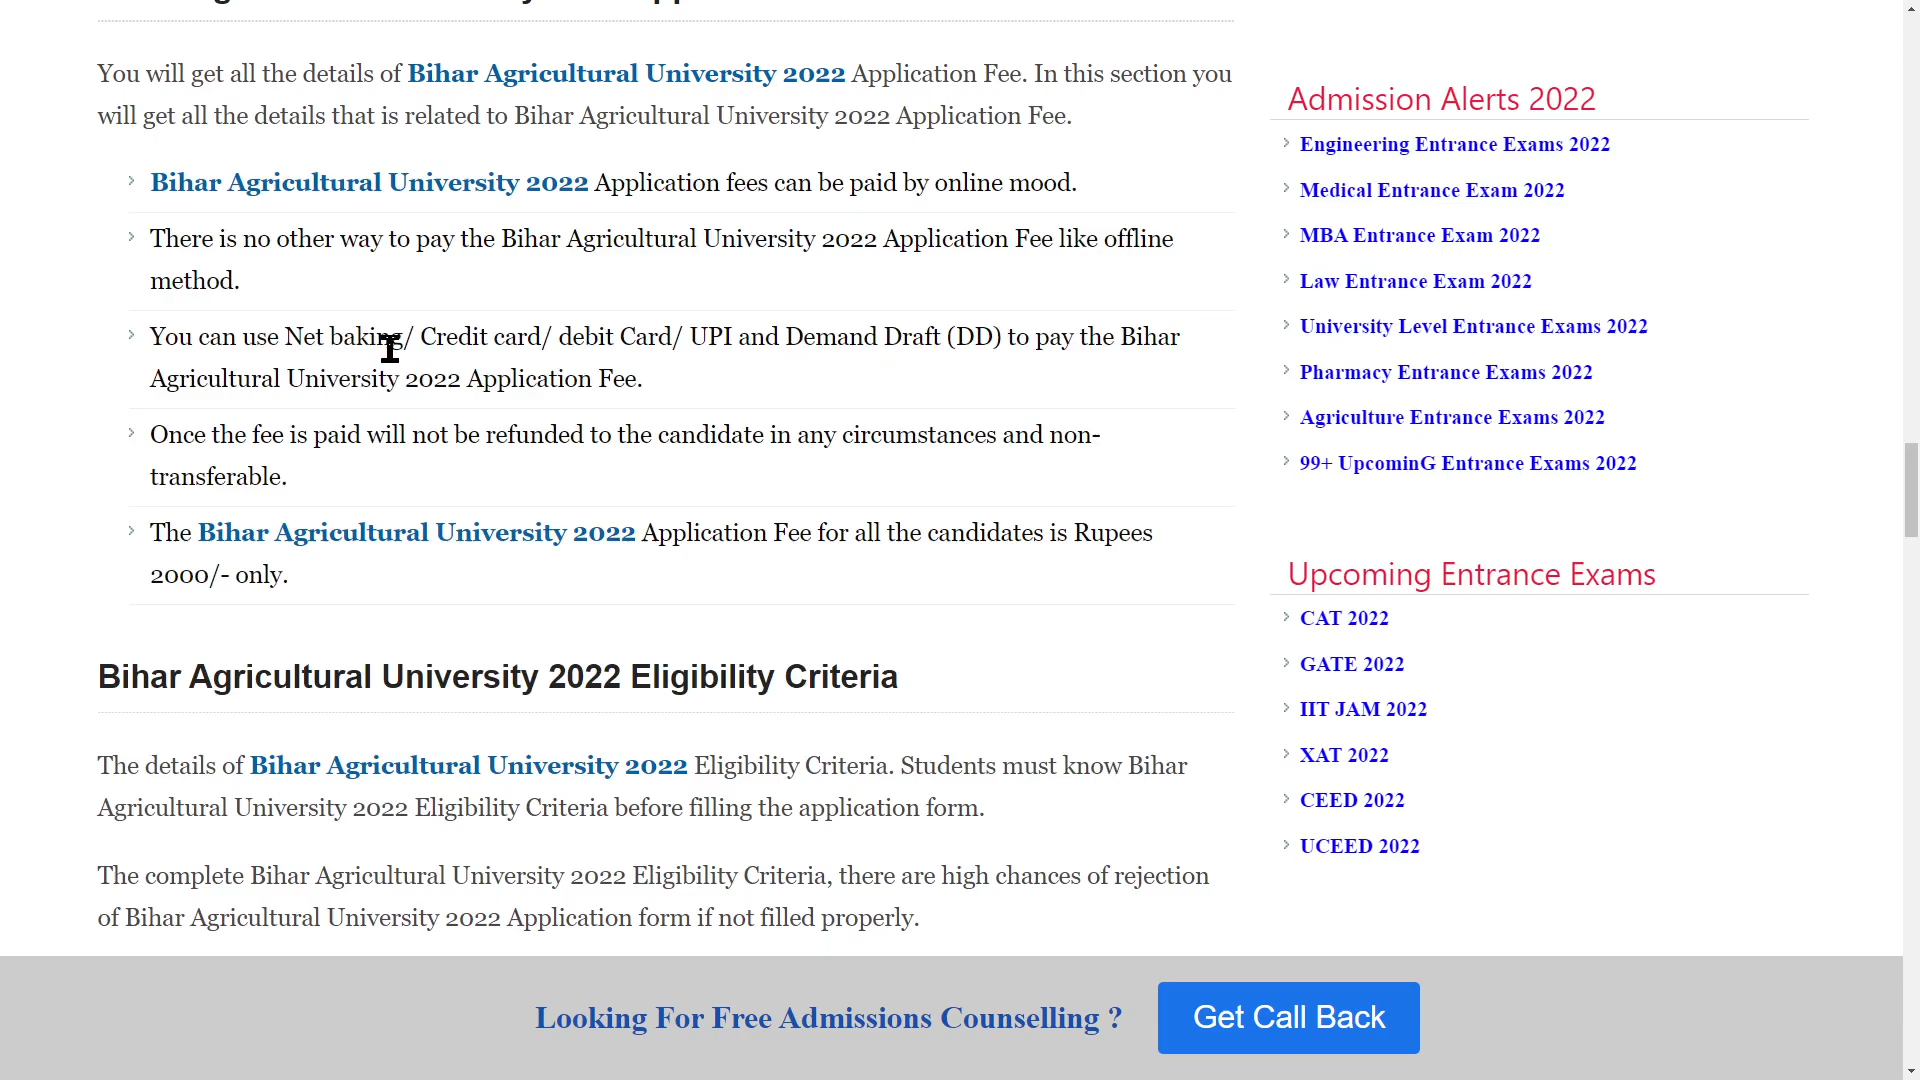 You will get all the details of Bihar Agricultural University 2022 Application Fee. In this section you
will get all the details that is related to Bihar Agricultural University 2022 Application Fee.
Bihar Agricultural University 2022 Application fees can be paid by online mood.
There is no other way to pay the Bihar Agricultural University 2022 Application Fee like offline
method.
You can use Net baking/ Credit card/ debit Card/ UPI and Demand Draft (DD) to pay the Bihar
Agricultural University 2022 Application Fee.
Once the fee is paid will not be refunded to the candidate in any circumstances and non-
transferable.
The Bihar Agricultural University 2022 Application Fee for all the candidates is Rupees
2000/- only.
Bihar Agricultural University 2022 Eligibility Criteria
The details of Bihar Agricultural University 2022 Eligibility Criteria. Students must know Bihar
Agricultural University 2022 Eligibility Criteria before filling the application form.
The complete Bihar Agricultural University 2022 Eligibility Criteria, there are high chances of rejection
of Bihar Agricultural University 2022 Application form if not filled properly.
Admission Alerts 2022
Engineering Entrance Exams 2022
Medical Entrance Exam 2022
MBA Entrance Exam 2022
Law Entrance Exam 2022
University Level Entrance Exams 2022
Pharmacy Entrance Exams 2022
Agriculture Entrance Exams 2022
99+ UpcominG Entrance Exams 2022
Upcoming Entrance Exams
CAT 2022
GATE 2022
IIT JAM 2022
XAT 2022
CEED 2022
UCEED 2022
Looking For Free Admissions Counselling ?
Get Call Back